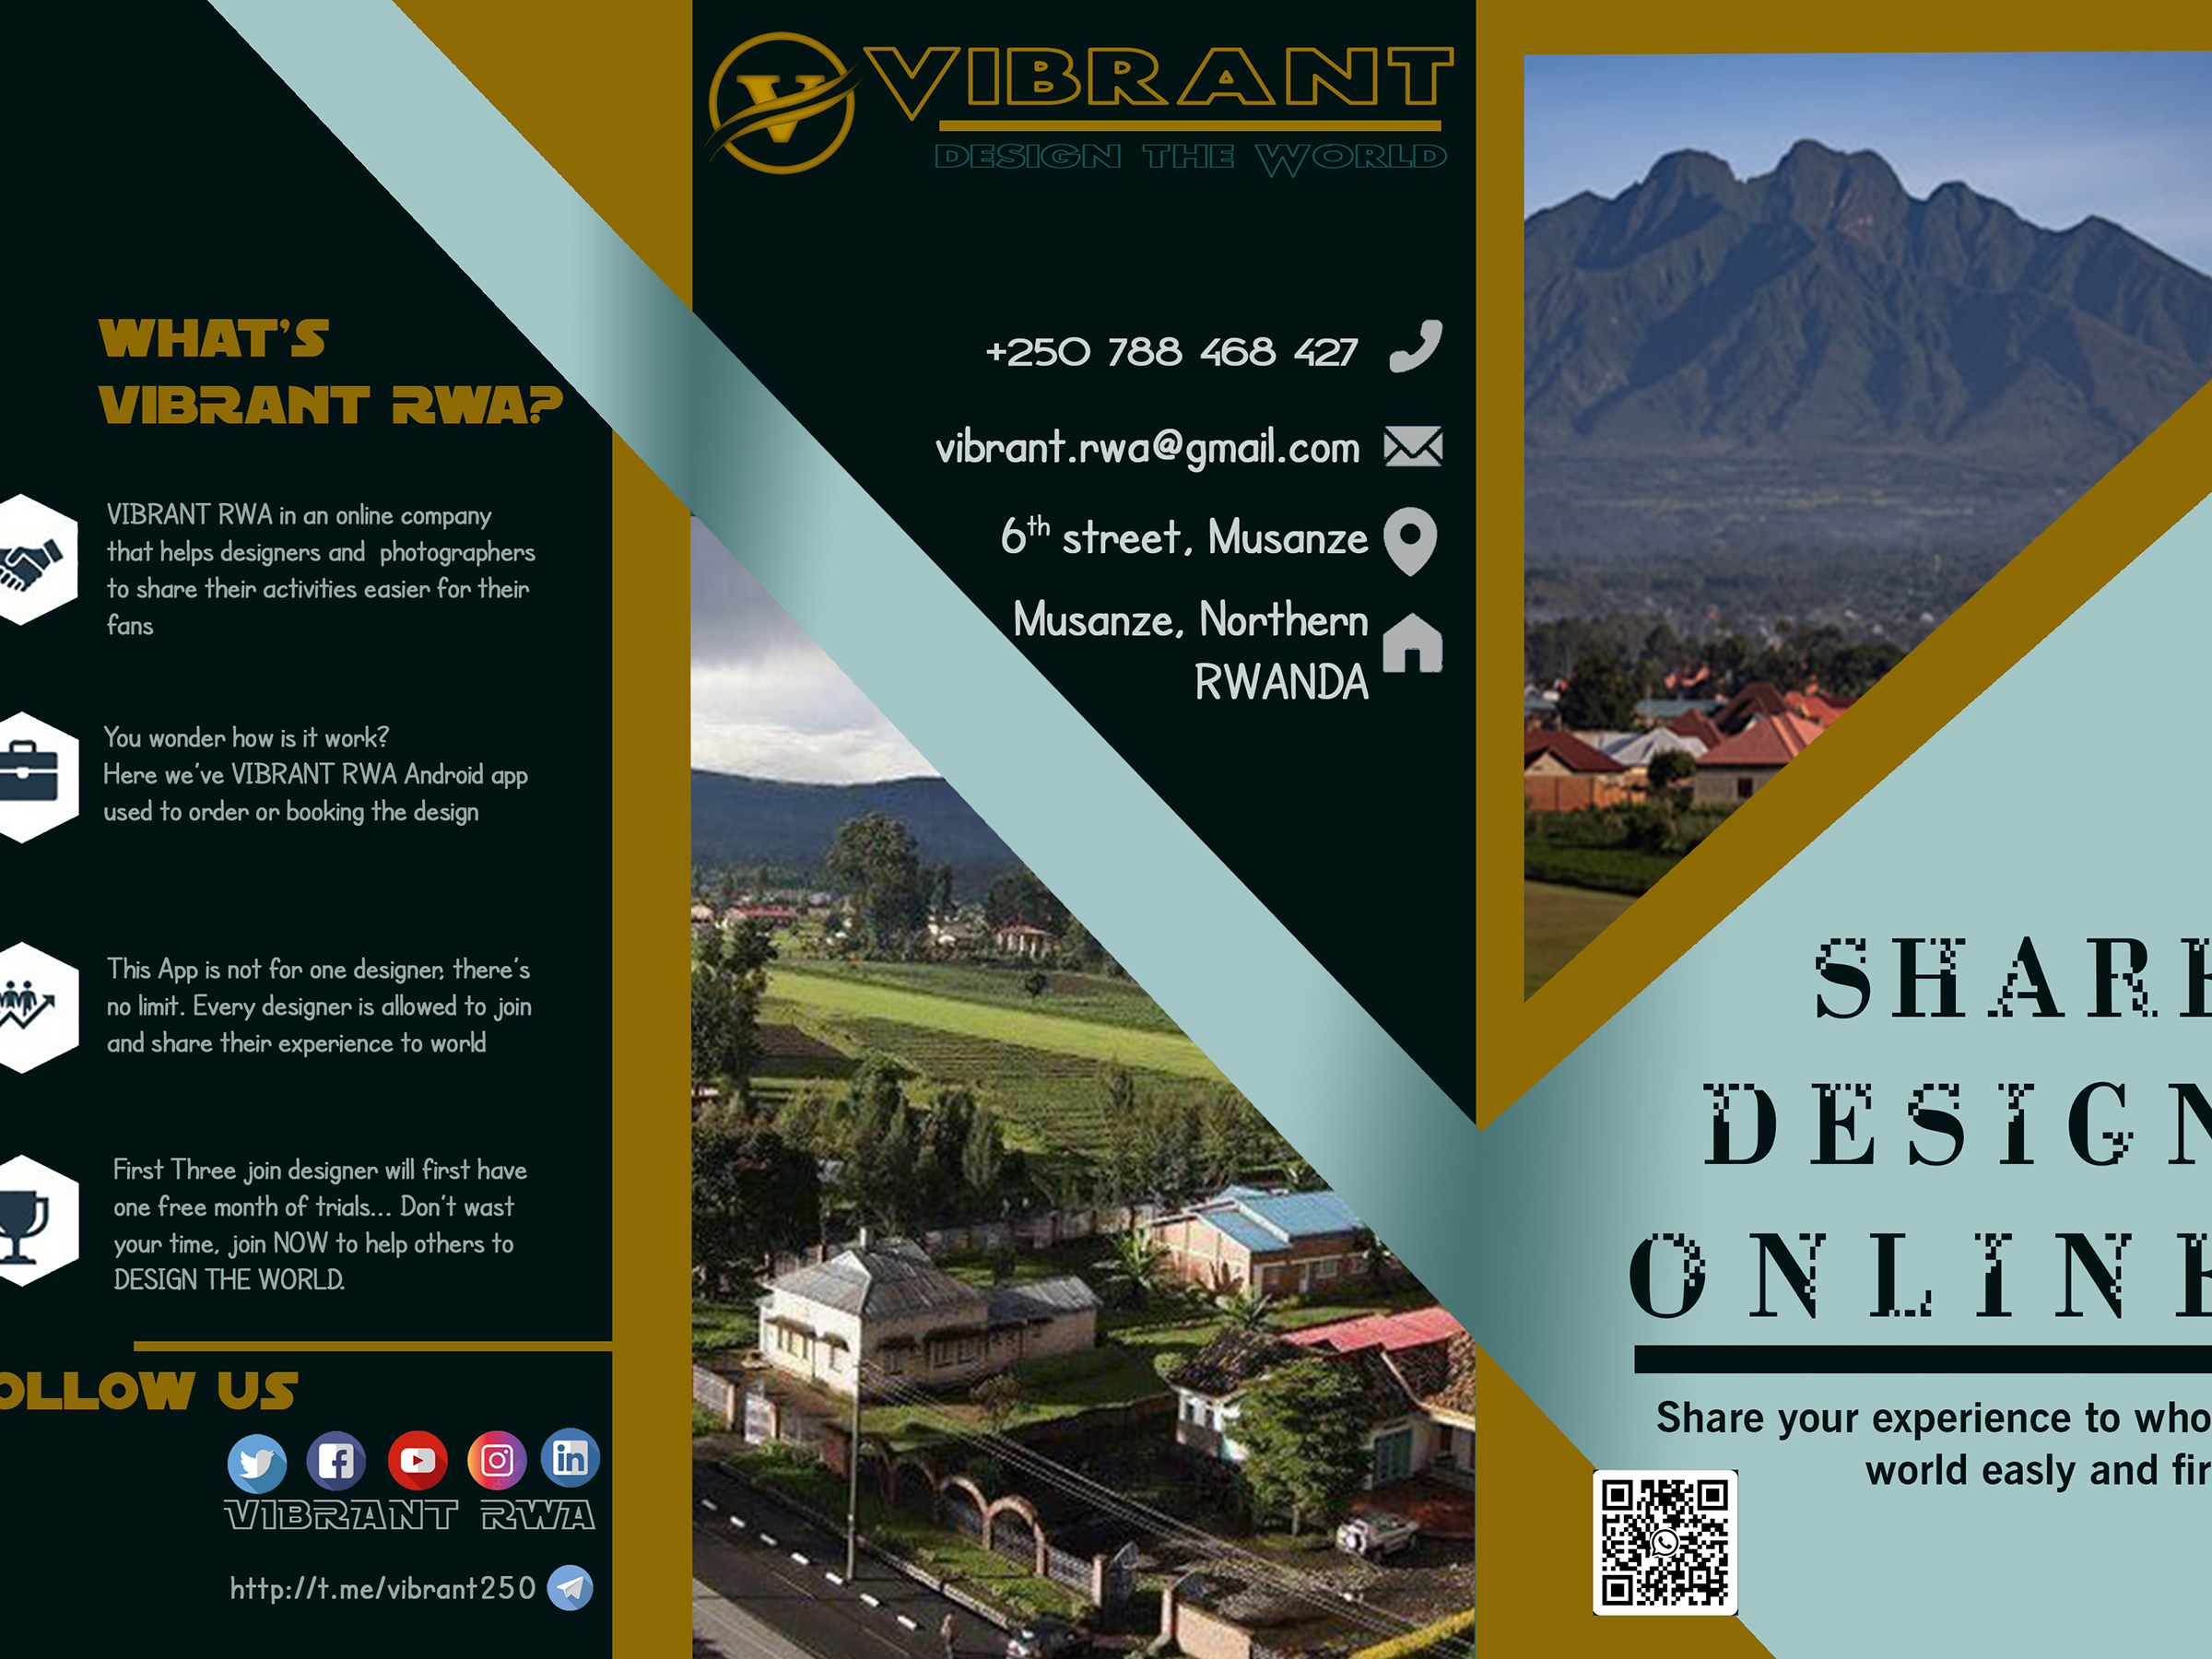 WHAT'S
VIBRANT RWA?
VIBRANT RWA in an online company
that helps designers and photographers
to share their activities easier for their
fans
You wonder how is it work?
Here we've VIBRANT RWA Android app
used to order or booking the design
This App is not for one designer, there's
no limit. Every designer is allowed to join
and share their experience to world
First Three join designer will first have
one free month of trials... Don't wast
your time, join NOW to help others to
DESIGN THE WORLD.
OLLOW US
VIBRANT RWA
http://t.me/vibrant250
V VIBRANT
DESIGN THE WORLD
+250 788 468 427
vibrant.rwa@gmail.com
6th street, Musanze
Musanze, Northern
RWANDA
SHARE
DESIGN
ONLINE
Share your experience to who
world easly and fir